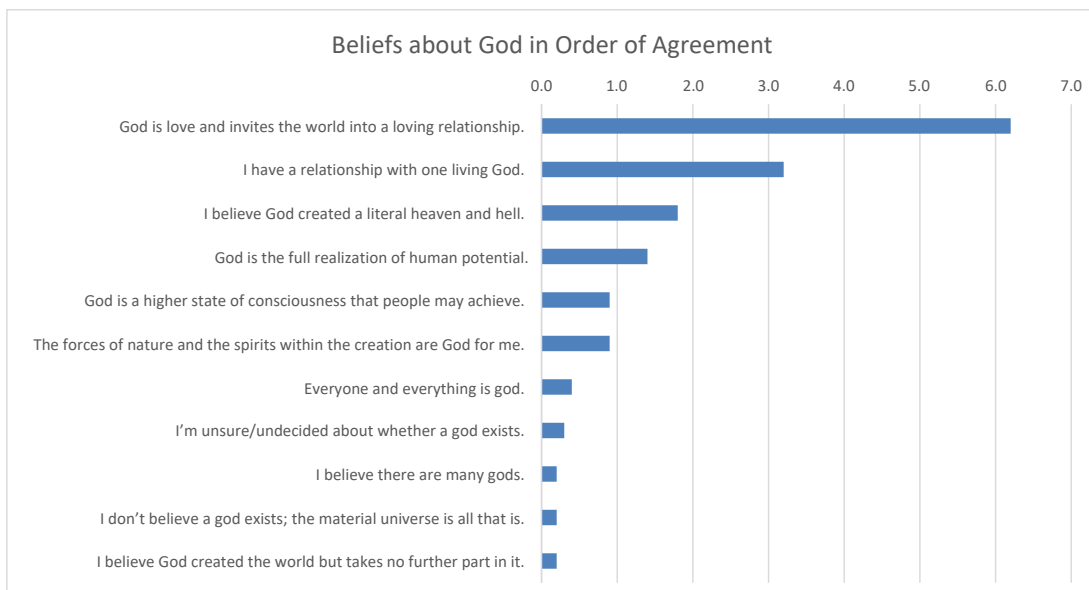 Beliefs about God in Order of Agreement
0.0 1.0 2.0 3.0 4.0 5.0 6.0 7.0
God is love and invites the world into a loving relationship.
I have a relationship with one living God.
I believe God created a literal heaven and hell.
God is the full realization of human potential.
God is a higher state of consciousness that people may achieve.
The forces of nature and the spirits within the creation are God for me.
Everyone and everything is god.
I’m unsure/undecided about whether a god exists.
I believe there are many gods.
I don’t believe a god exists; the material universe is all that is.
I believe God created the world but takes no further part in it.